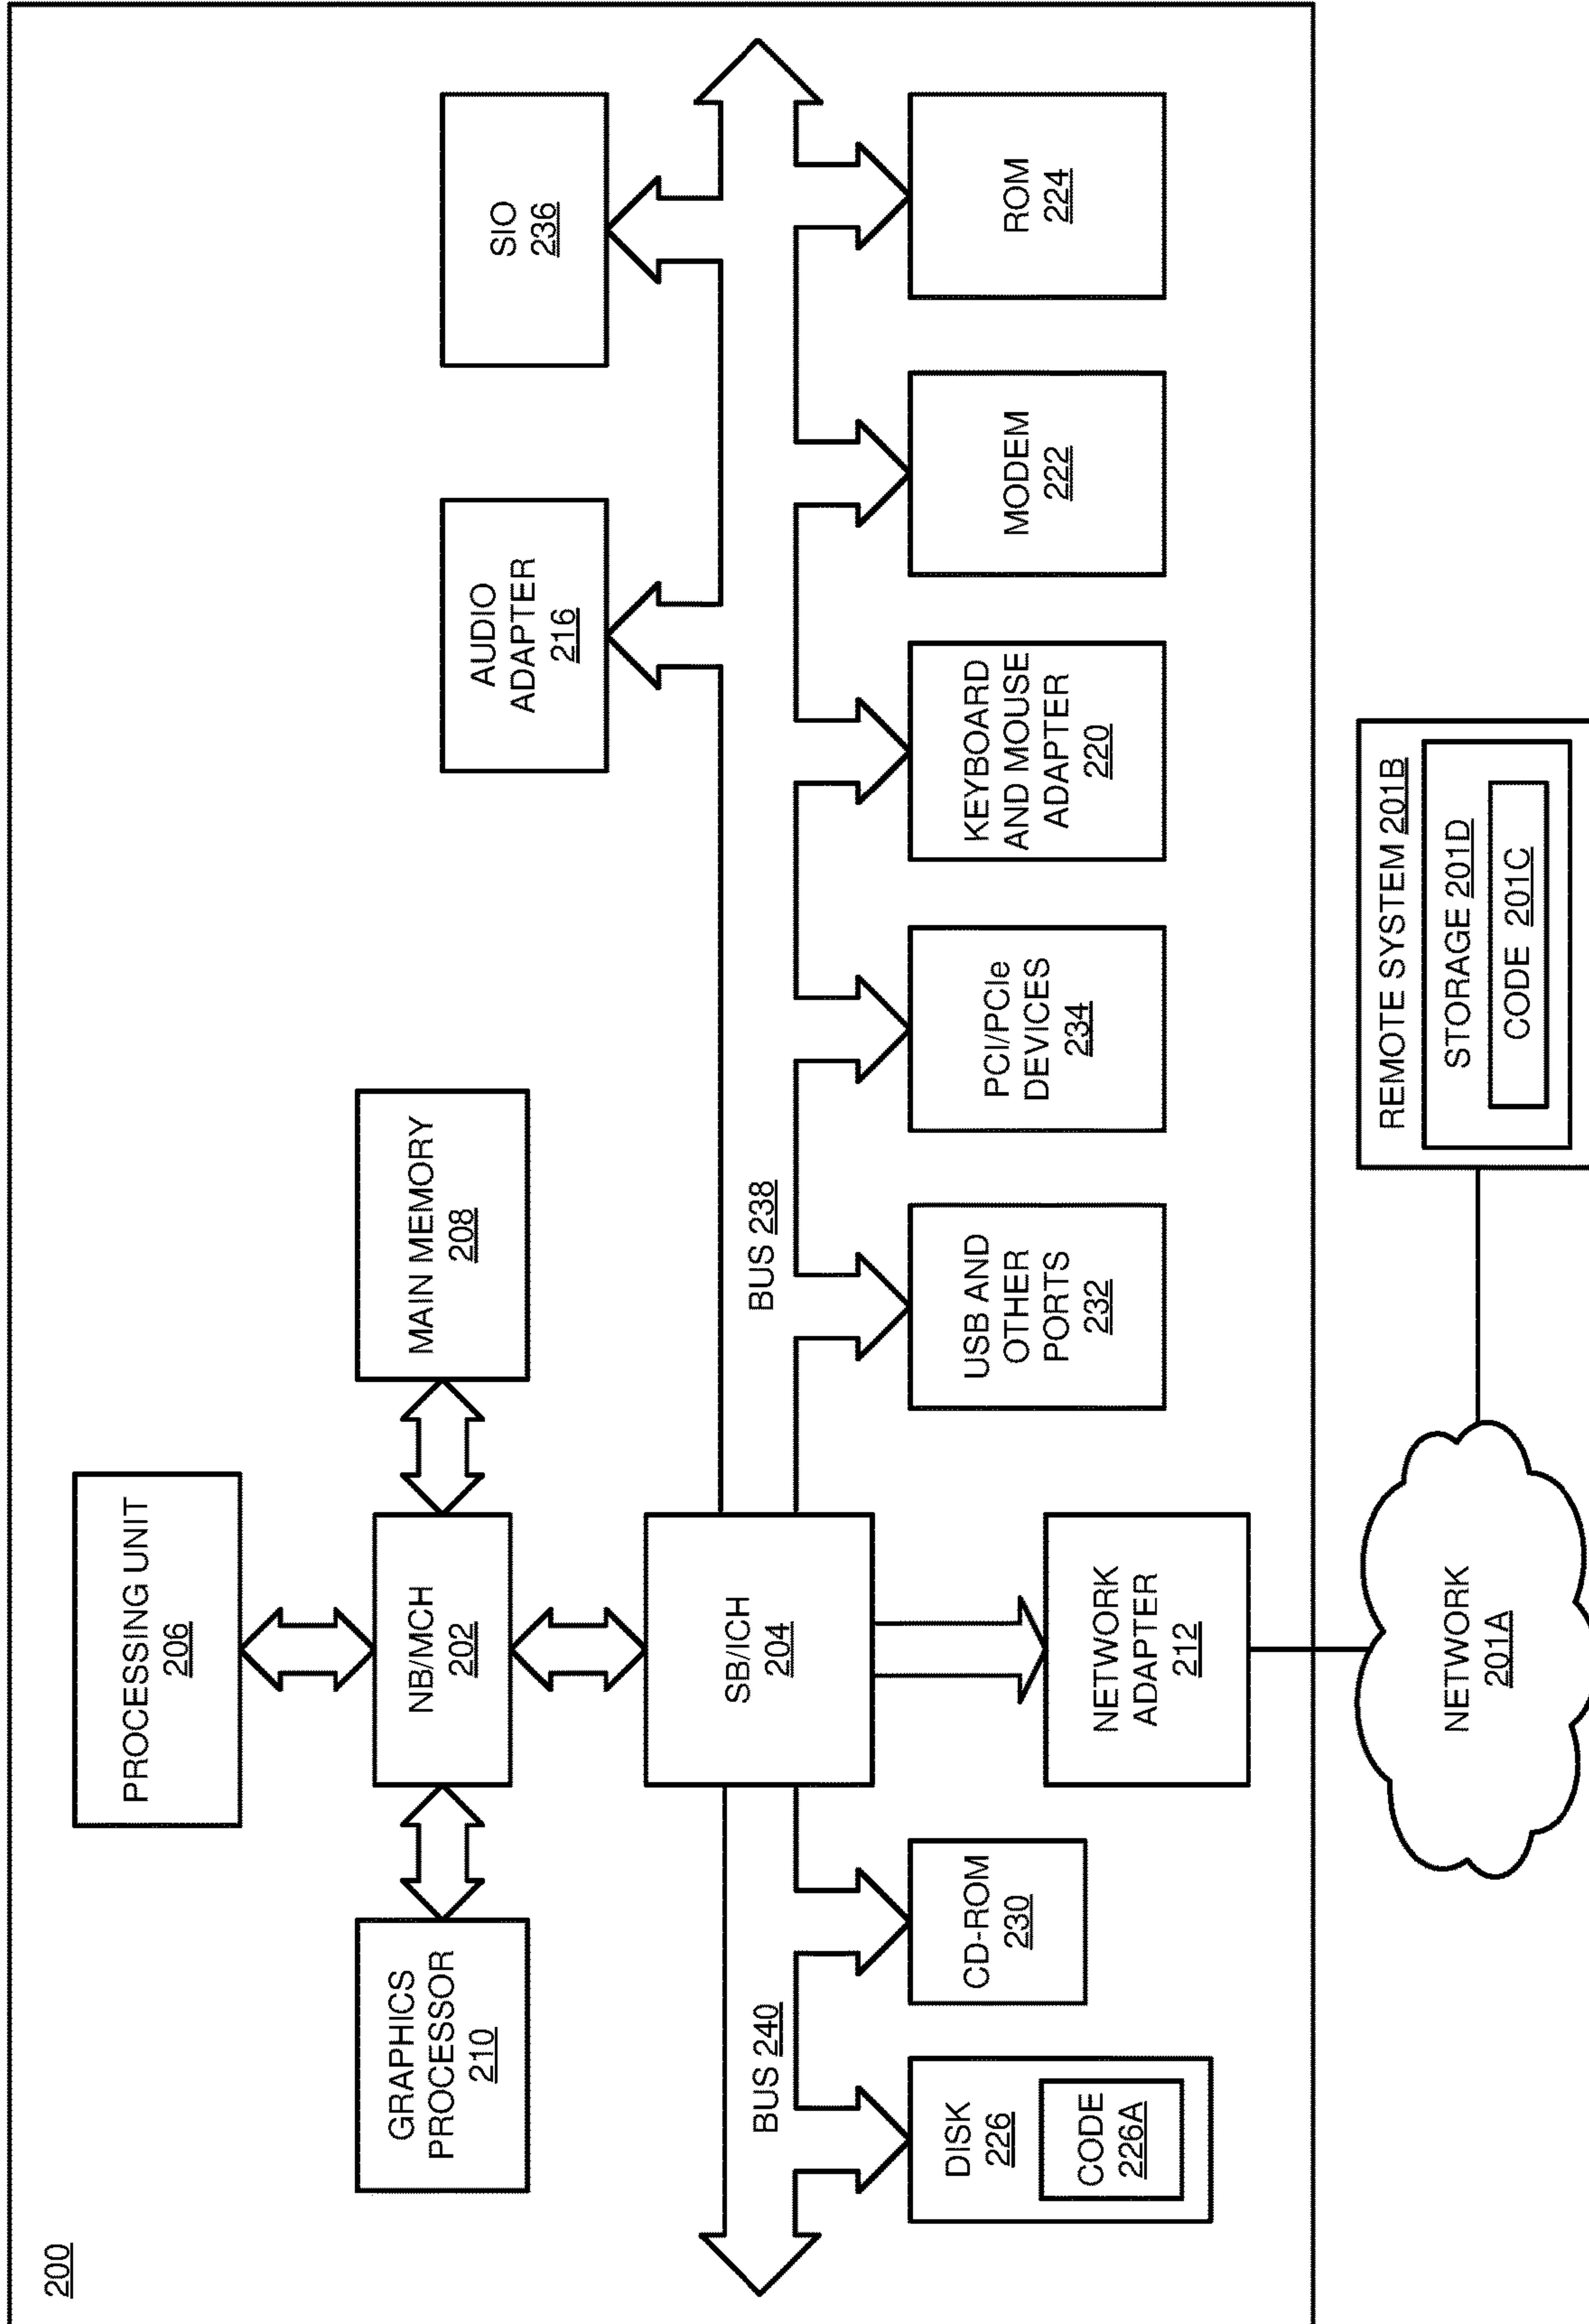 200
PROCESSING UNIT
206
GRAPHICS
PROCESSOR
210
NB/MCH
202
MAIN MEMORY
208
AUDIO
ADAPTER
216
SIO
236
SB/ICH
204
BUS 240
BUS 238
DISK
226
CODE
226A
CD-ROM
230
NETWORK
ADAPTER
212
USB AND
OTHER
PORTS
232
PCI/PCIe
DEVICES
234
KEYBOARD
AND MOUSE
ADAPTER
220
MODEM
222
ROM
224
NETWORK
201A
REMOTE SYSTEM 201B
STORAGE 201D
CODE 201C